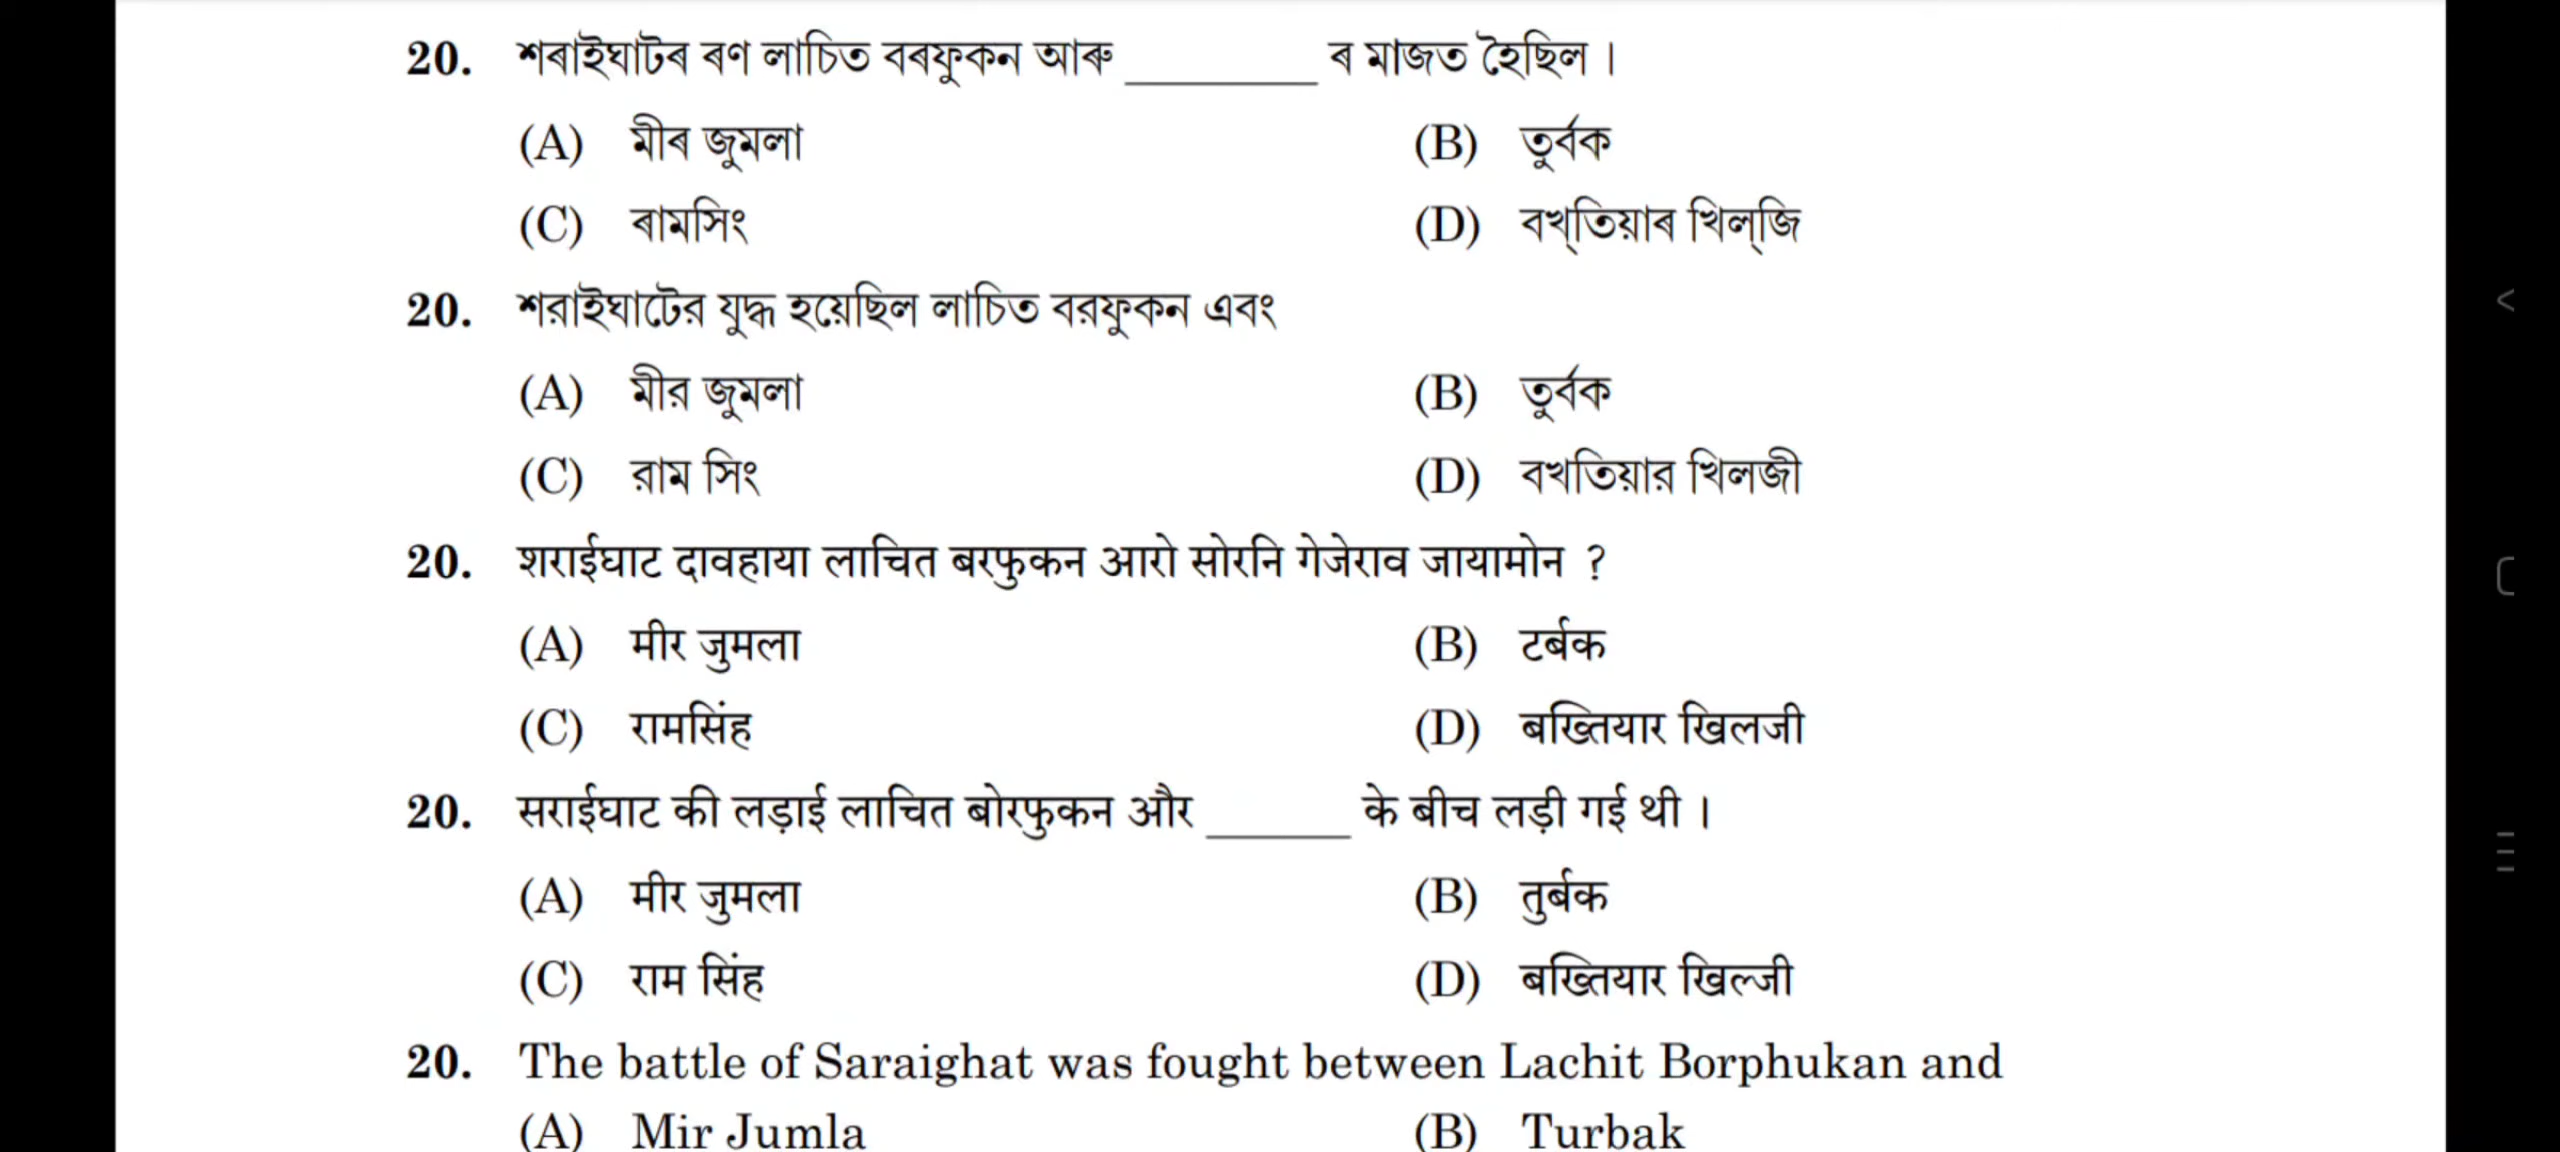 20. শৰাইঘাটৰ ৰণ লাচিত বৰফুকন আৰু ________ ৰ মাজত হৈছিল ।
(A) মীৰ জুমলা (B) তুৰ্বক
(C) ৰামসিং (D) বখ্‌তিয়াৰ খিল্‌জি
20. শরাইঘাটের যুদ্ধ হয়েছিল লাচিত বরফুকন এবং
(A) মীর জুমলা (B) তুর্বক
(C) রাম সিং (D) বখতিয়ার খিলজী
20. शराईघाट दावहाया लाचित बरफुकन आरो सोरनि गेजेराव जायामोन ?
(A) मीर जुमला (B) टर्बक
(C) रामसिंह (D) बख्तियार खिलजी
20. सराईघाट की लड़ाई लाचित बोरफुकन और ______ के बीच लड़ी गई थी ।
(A) मीर जुमला (B) तुर्बक
(C) राम सिंह (D) बख्तियार खिल्जी
20. The battle of Saraighat was fought between Lachit Borphukan and
(A) Mir Jumla (B) Turbak